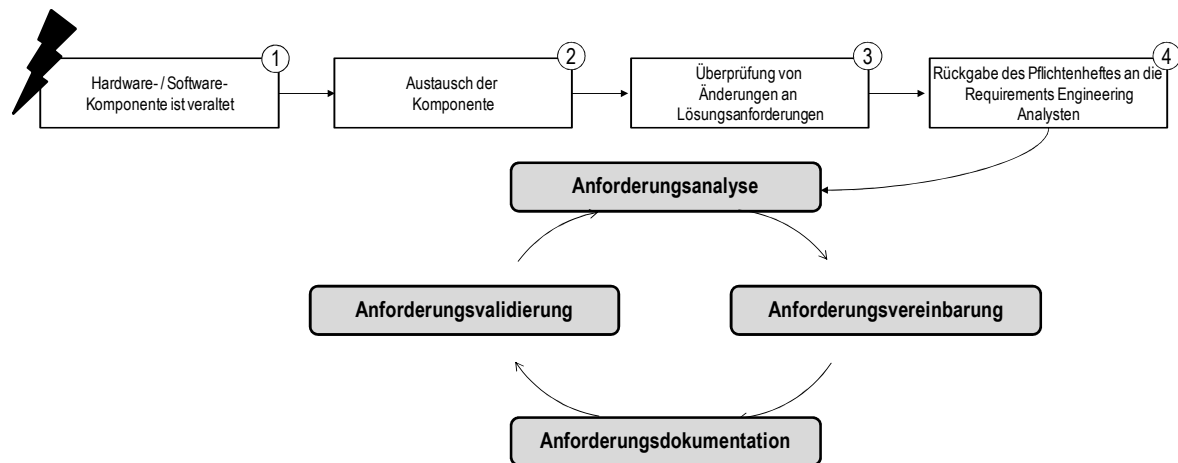 1
Hardware- / Software-
Komponente ist veraltet
2
Austausch der
Komponente
3
Überprüfung von
Änderungen an
Lösungsanforderungen
4
Rückgabe des Pflichtenheftes an die
Requirements Engineering
Analysten
Anforderungsanalyse
Anforderungsvalidierung
Anforderungsvereinbarung
Anforderungsdokumentation